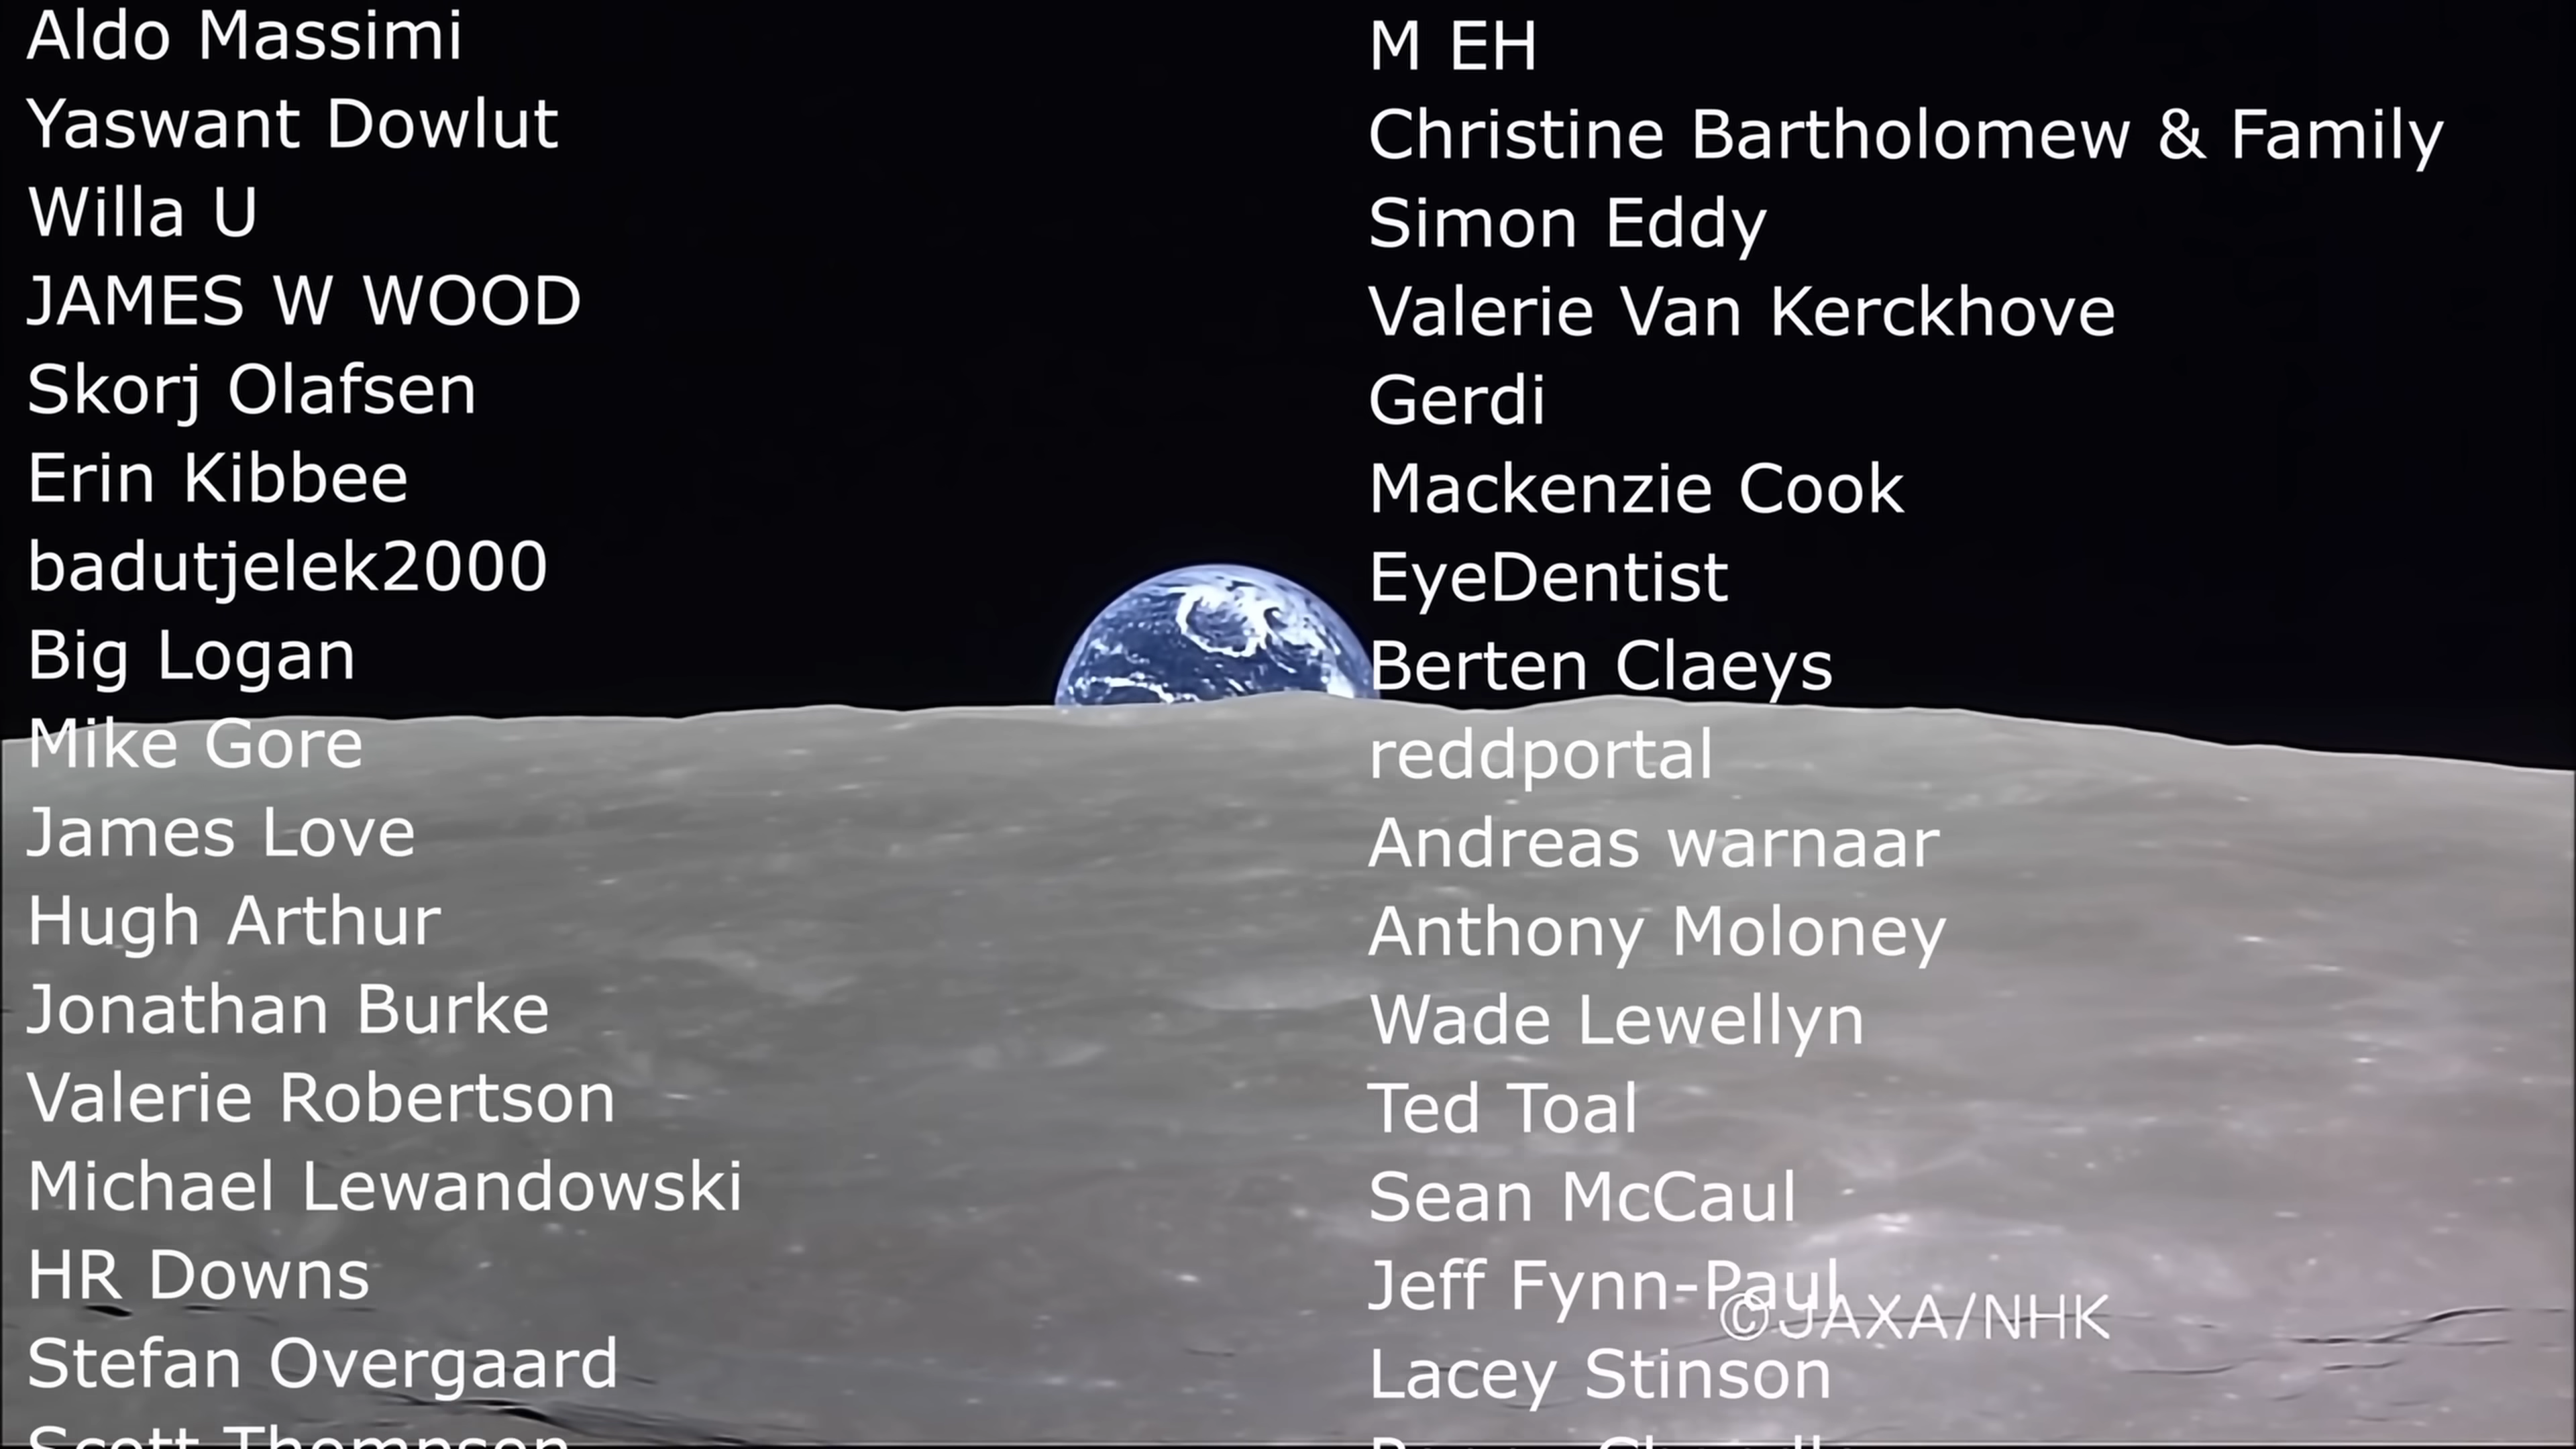 Aldo Massimi
Yaswant Dowlut
Willa U
JAMES W WOOD
Skorj Olafsen
Erin Kibbee
badutjelek2000
Big Logan
Mike Gore
James Love
Hugh Arthur
Jonathan Burke
Valerie Robertson
Michael Lewandowski
HR Downs
Stefan Overgaard
Scott Thompson
M EH
Christine Bartholomew & Family
Simon Eddy
Valerie Van Kerckhove
Gerdi
Mackenzie Cook
EyeDentist
Berten Claeys
reddportal
Andreas warnaar
Anthony Moloney
Wade Lewellyn
Ted Toal
Sean McCaul
Jeff Fynn-Paul
©JAXA/NHK
Lacey Stinson